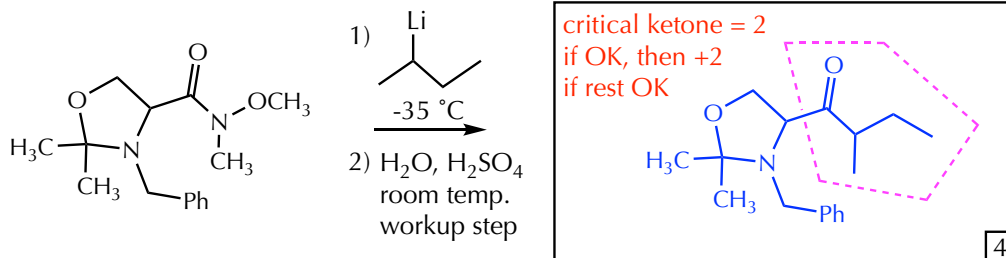 O
O
N
OCH₃
CH₃
N
H₃C
CH₃
Ph
1)
Li
-35 ˚C
2) H₂O, H₂SO₄
room temp.
workup step
critical ketone = 2
if OK, then +2
if rest OK
O
O
N
H₃C
CH₃
Ph
4